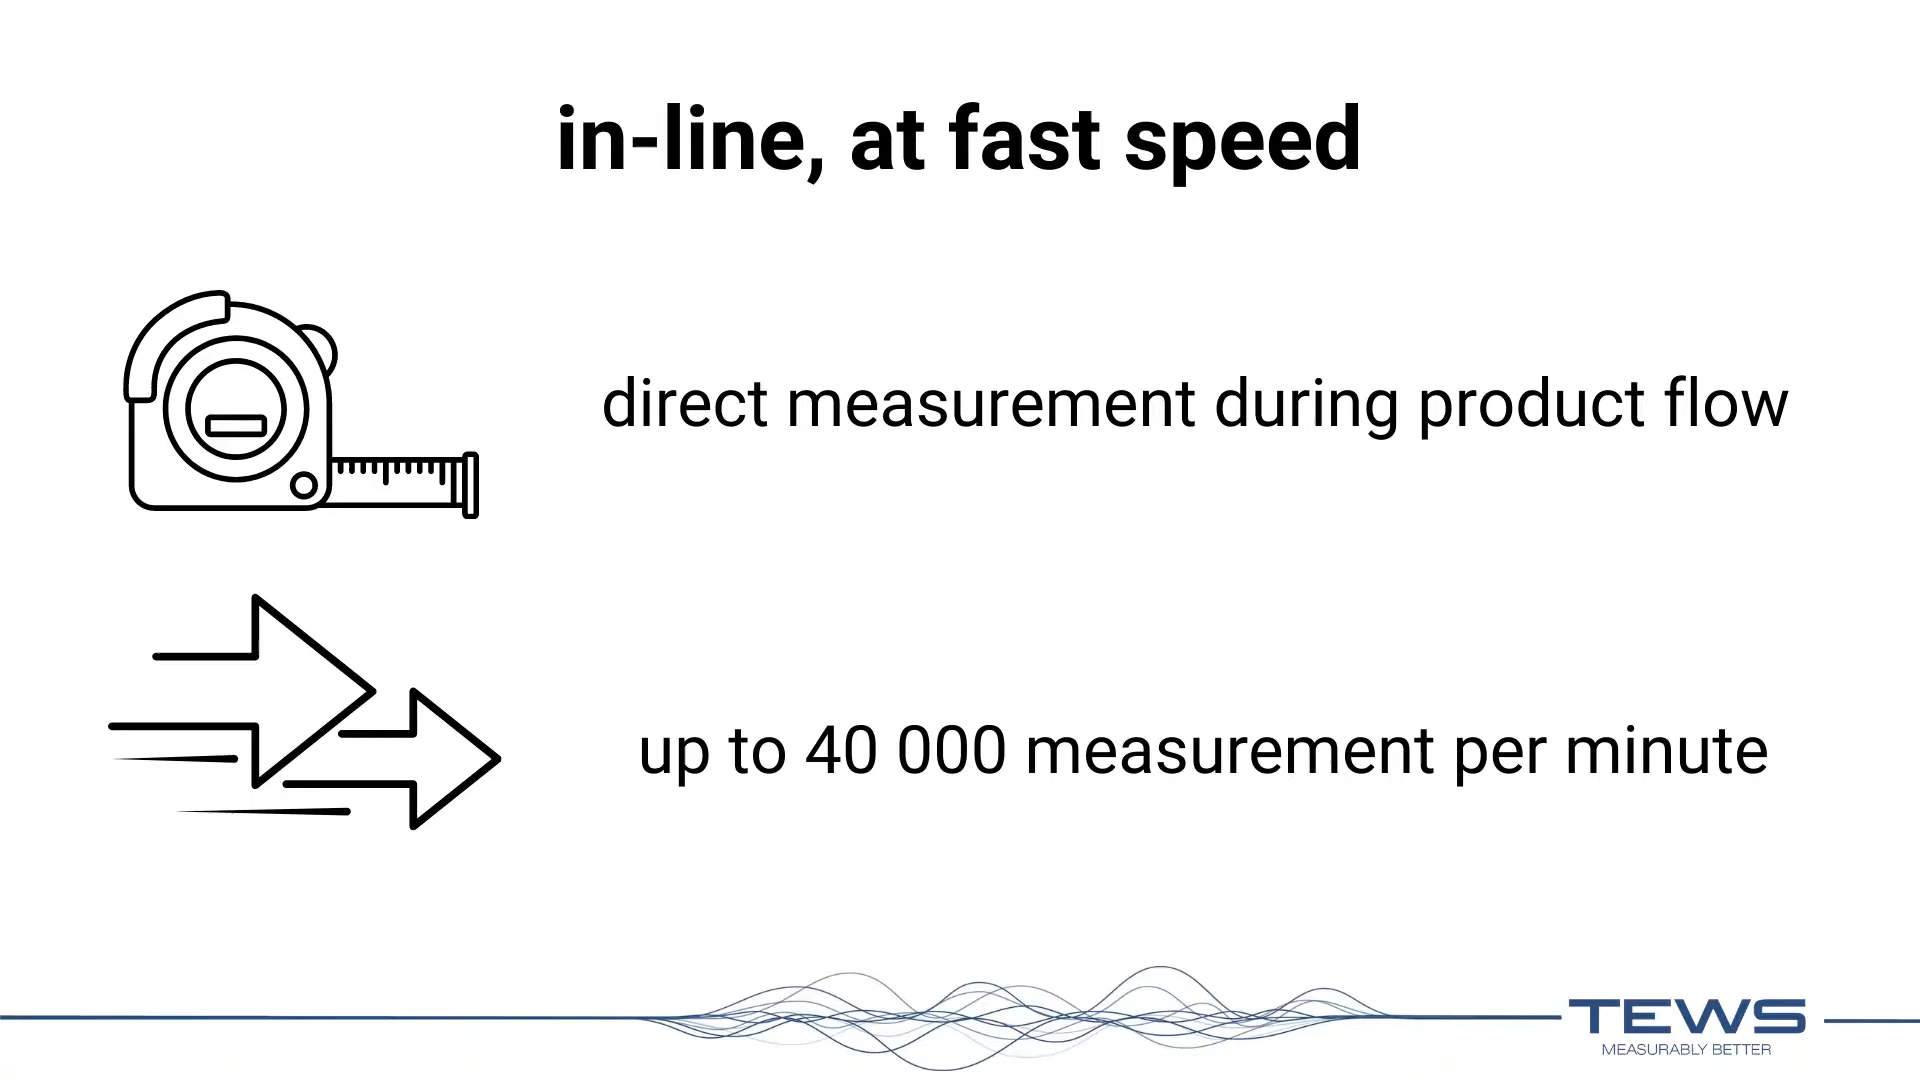 in-line, at fast speed
direct measurement during product flow
up to 40 000 measurement per minute
TEWS
MEASURABLY BETTER